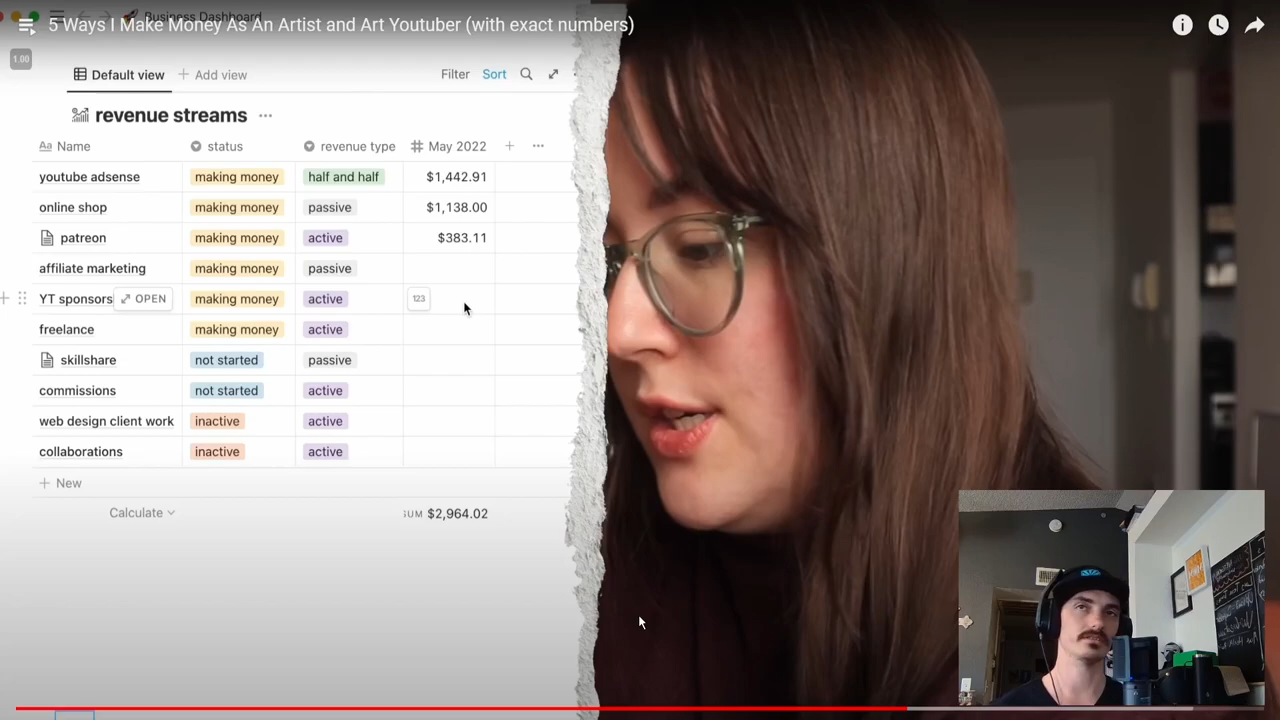 Business Dashboard
5 Ways I Make Money As An Artist and Art Youtuber (with exact numbers)
1.00
Default view + Add view Filter Sort
revenue streams ...
Aa Name status revenue type # May 2022 + ...
youtube adsense making money half and half $1,442.91
online shop making money passive $1,138.00
patreon making money active $383.11
affiliate marketing making money passive
YT sponsors OPEN making money active 123
freelance making money active
skillshare not started passive
commissions not started active
web design client work inactive active
collaborations inactive active
+ New
Calculate SUM $2,964.02